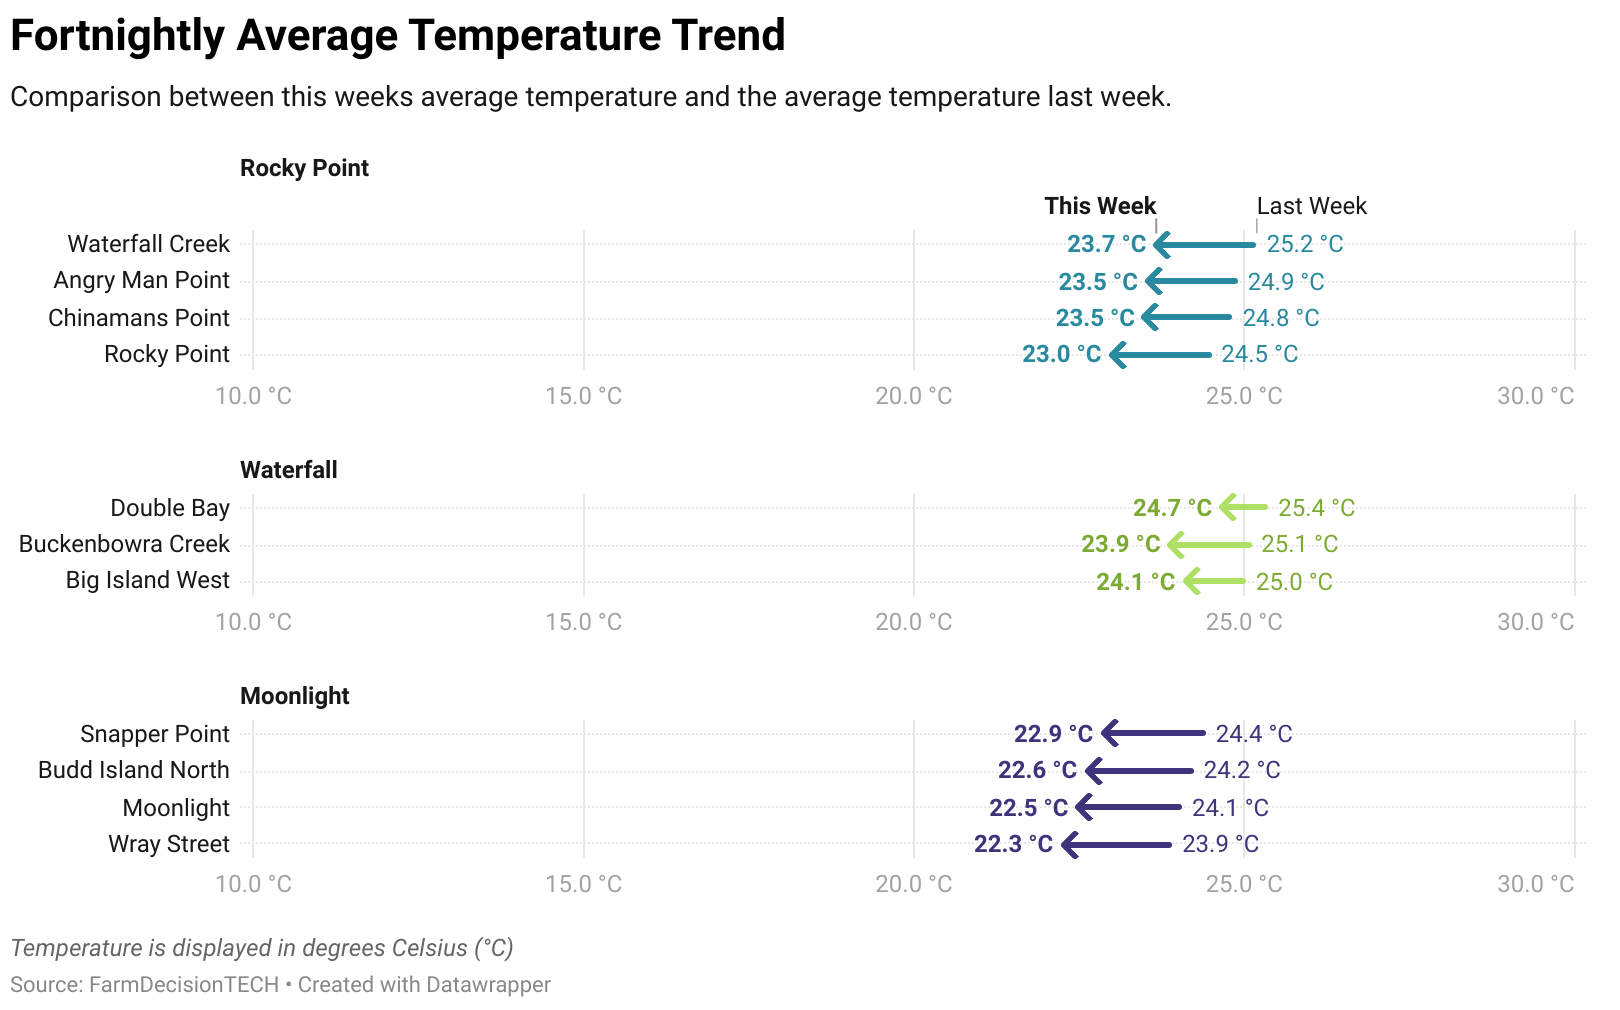 Fortnightly Average Temperature Trend
Comparison between this weeks average temperature and the average temperature last week.
Rocky Point
This Week Last Week
Waterfall Creek 23.7 °C 25.2 °C
Angry Man Point 23.5 °C 24.9 °C
Chinamans Point 23.5 °C 24.8 °C
Rocky Point 23.0 °C 24.5 °C
10.0 °C 15.0 °C 20.0 °C 25.0 °C 30.0 °C
Waterfall
Double Bay 24.7 °C 25.4 °C
Buckenbowra Creek 23.9 °C 25.1 °C
Big Island West 24.1 °C 25.0 °C
10.0 °C 15.0 °C 20.0 °C 25.0 °C 30.0 °C
Moonlight
Snapper Point 22.9 °C 24.4 °C
Budd Island North 22.6 °C 24.2 °C
Moonlight 22.5 °C 24.1 °C
Wray Street 22.3 °C 23.9 °C
10.0 °C 15.0 °C 20.0 °C 25.0 °C 30.0 °C
Temperature is displayed in degrees Celsius (°C)
Source: FarmDecisionTECH • Created with Datawrapper